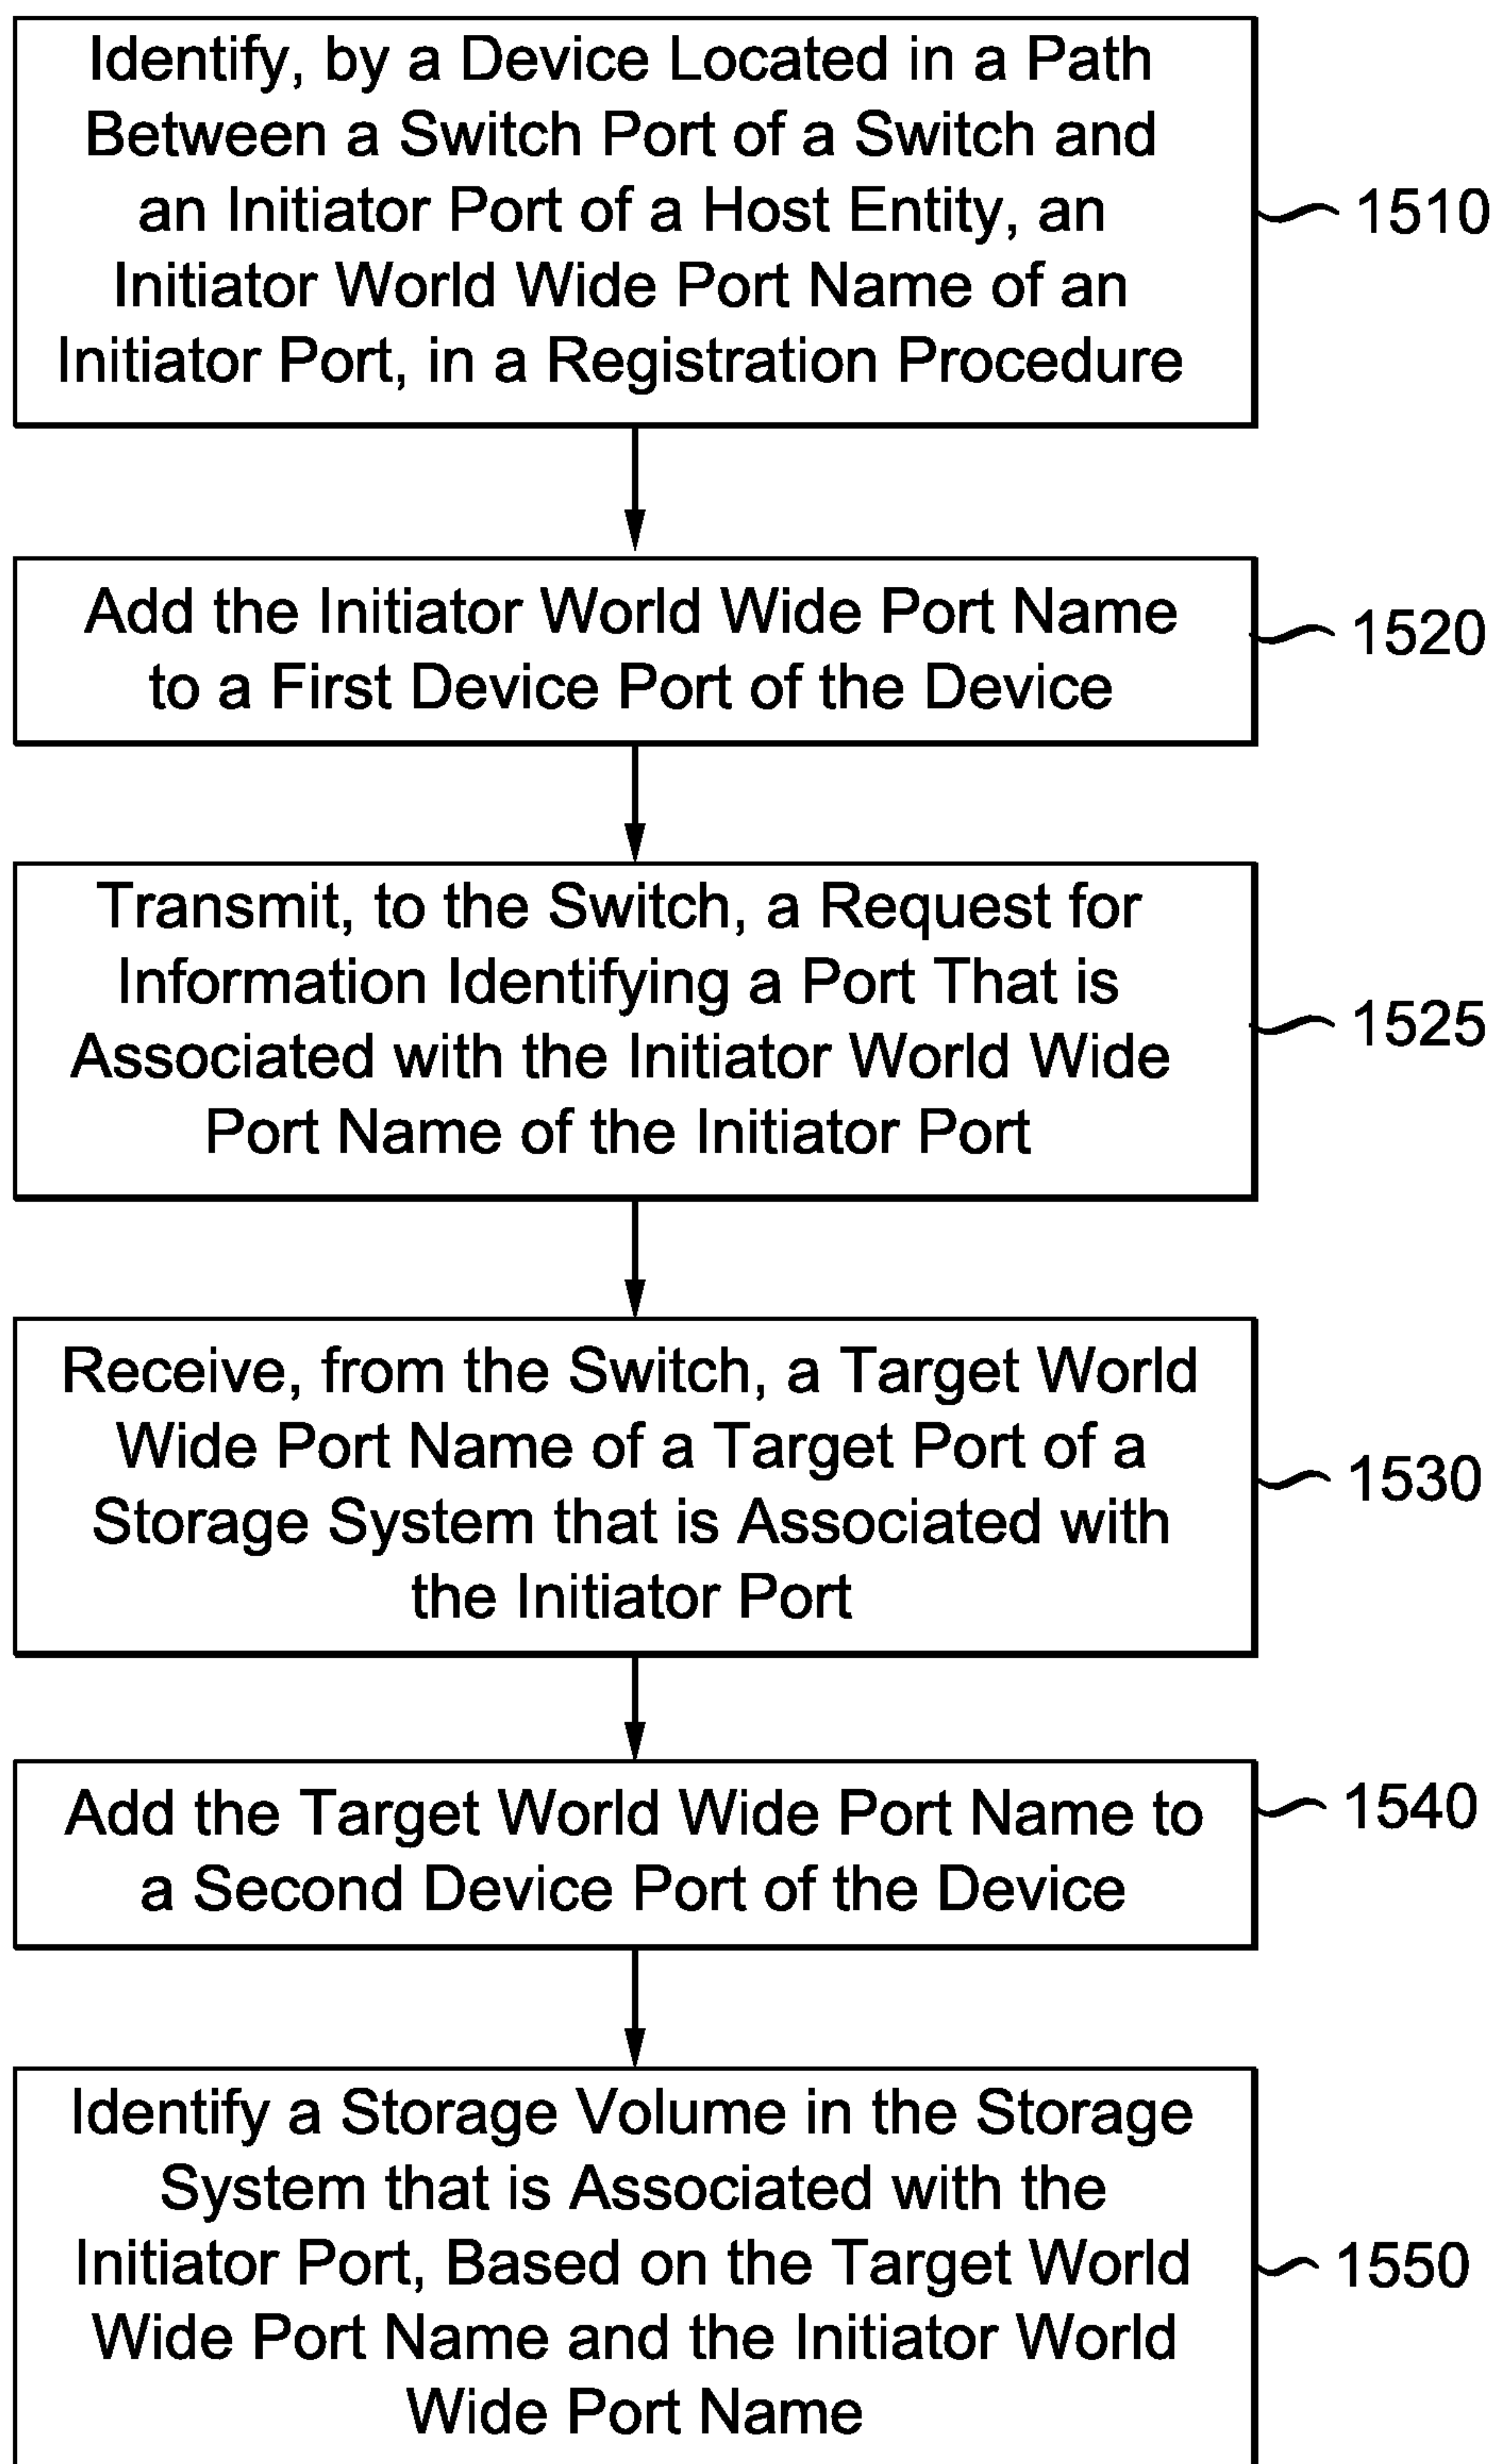 Identify, by a Device Located in a Path
Between a Switch Port of a Switch and
an Initiator Port of a Host Entity, an
Initiator World Wide Port Name of an
Initiator Port, in a Registration Procedure
1510
Add the Initiator World Wide Port Name
to a First Device Port of the Device
1520
Transmit, to the Switch, a Request for
Information Identifying a Port That is
Associated with the Initiator World Wide
Port Name of the Initiator Port
1525
Receive, from the Switch, a Target World
Wide Port Name of a Target Port of a
Storage System that is Associated with
the Initiator Port
1530
Add the Target World Wide Port Name to
a Second Device Port of the Device
1540
Identify a Storage Volume in the Storage
System that is Associated with the
Initiator Port, Based on the Target World
Wide Port Name and the Initiator World
Wide Port Name
1550